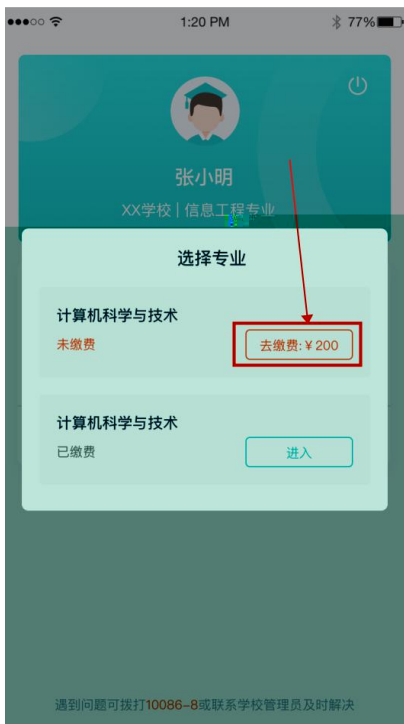 1:20 PM
77%
张小明
XX学校 | 信息工程专业
选择专业
计算机科学与技术
未缴费
去缴费:¥200
计算机科学与技术
已缴费
进入
遇到问题可拨打10086-8或联系学校管理员及时解决